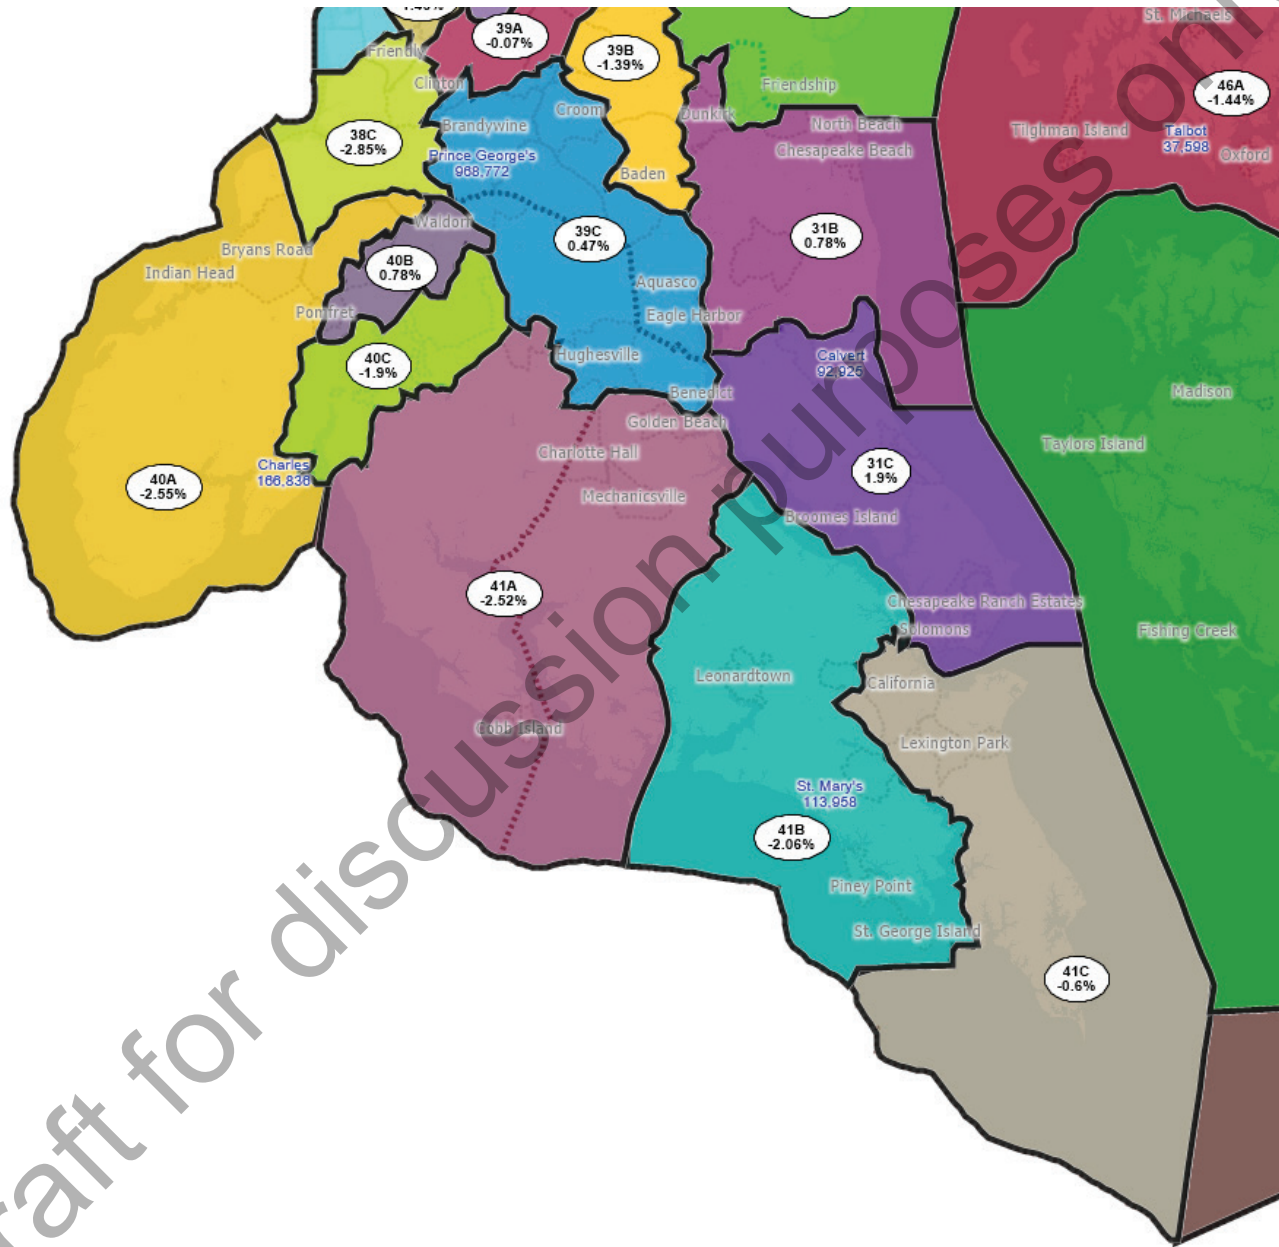 St. Michaels
39A
-0.07%
Friendly
39B
-1.39%
Clinton
Friendship
46A
-1.44%
Croom
Dunkirk
Brandywine
North Beach
Tilghman Island
Talbot
37,598
38C
-2.85%
Chesapeake Beach
Oxford
Prince George's
968,772
Baden
Waldorf
39C
0.47%
31B
0.78%
Bryans Road
Indian Head
40B
0.78%
Aquasco
Pomfret
Eagle Harbor
Hughesville
Calvert
92,925
40C
-1.9%
Benedict
Madison
Golden Beach
Charlotte Hall
Taylors Island
Charles
166,836
31C
1.9%
40A
-2.55%
Mechanicsville
Broomes Island
41A
-2.52%
Chesapeake Ranch Estates
Solomons
Fishing Creek
Leonardtown
California
Cobb Island
Lexington Park
St. Mary's
113,958
41B
-2.06%
Piney Point
St. George Island
41C
-0.6%
raft for discussion purposes on